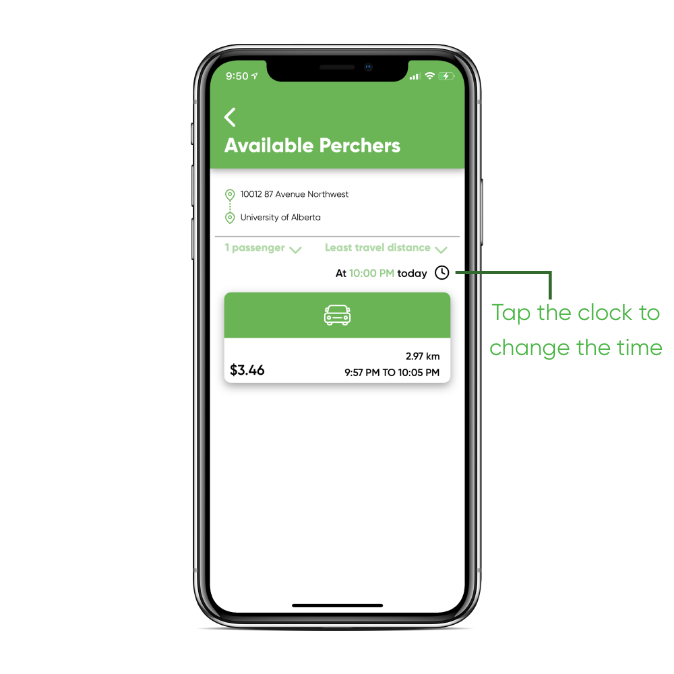 9:50
Available Perchers
10012 87 Avenue Northwest
University of Alberta
1 passenger
Least travel distance
At 10:00 PM today
Tap the clock to
change the time
2.97 km
$3.46
9:57 PM TO 10:05 PM